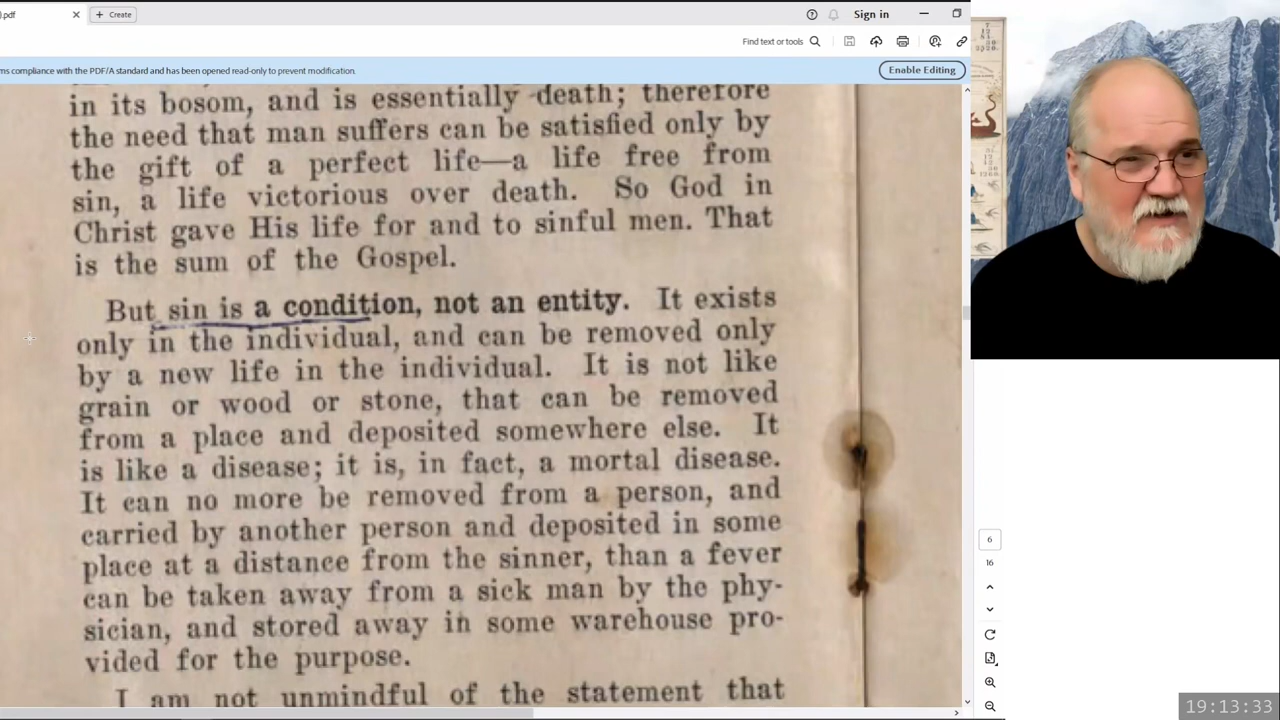 ).pdf
Create
Sign in
Find text or tools
ms compliance with the PDF/A standard and has been opened read-only to prevent modification.
Enable Editing
in its bosom, and is essentially death; therefore
the need that man suffers can be satisfied only by
the gift of a perfect life—a life free from
sin, a life victorious over death. So God in
Christ gave His life for and to sinful men. That
is the sum of the Gospel.
But sin is a condition, not an entity. It exists
only in the individual, and can be removed only
by a new life in the individual. It is not like
grain or wood or stone, that can be removed
from a place and deposited somewhere else. It
is like a disease; it is, in fact, a mortal disease.
It can no more be removed from a person, and
carried by another person and deposited in some
place at a distance from the sinner, than a fever
can be taken away from a sick man by the phy-
sician, and stored away in some warehouse pro-
vided for the purpose.
I am not unmindful of the statement that
6
16
19:13:33